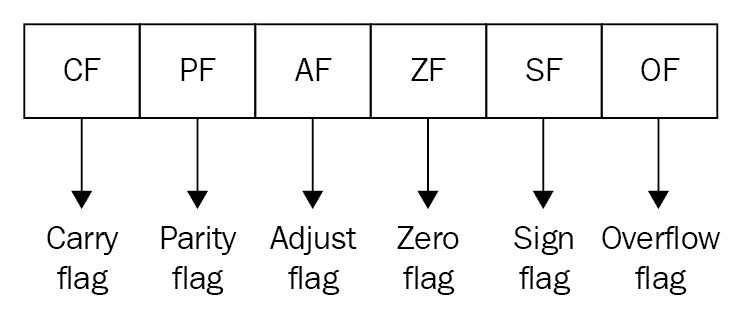 CF PF AF ZF SF OF
Carry Parity Adjust Zero Sign Overflow
flag flag flag flag flag flag